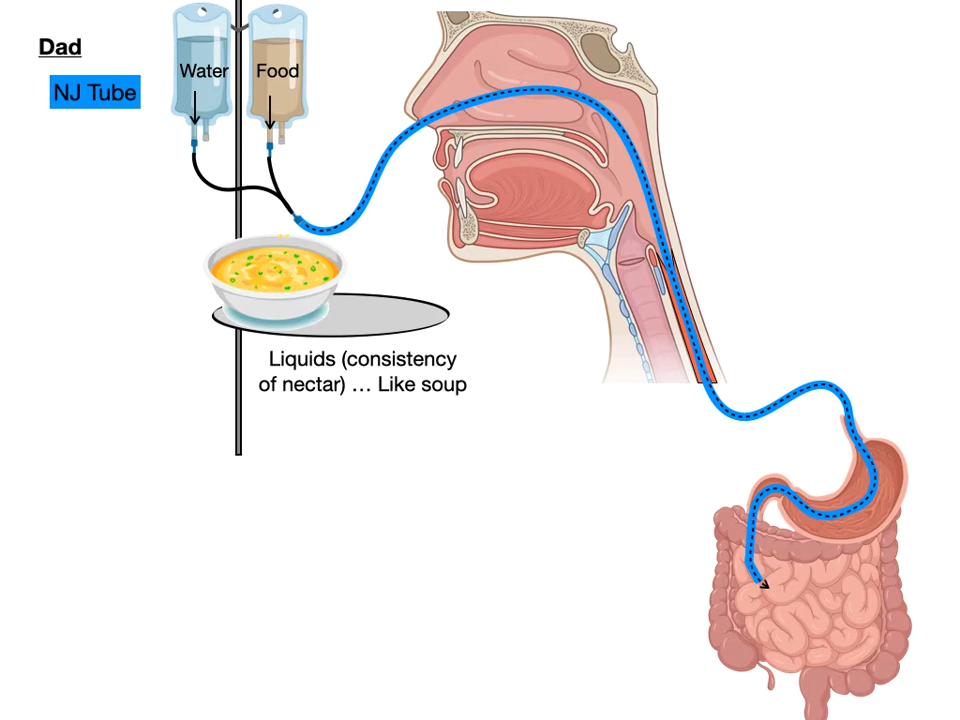 Dad
NJ Tube
Water
Food
Liquids (consistency
of nectar) … Like soup